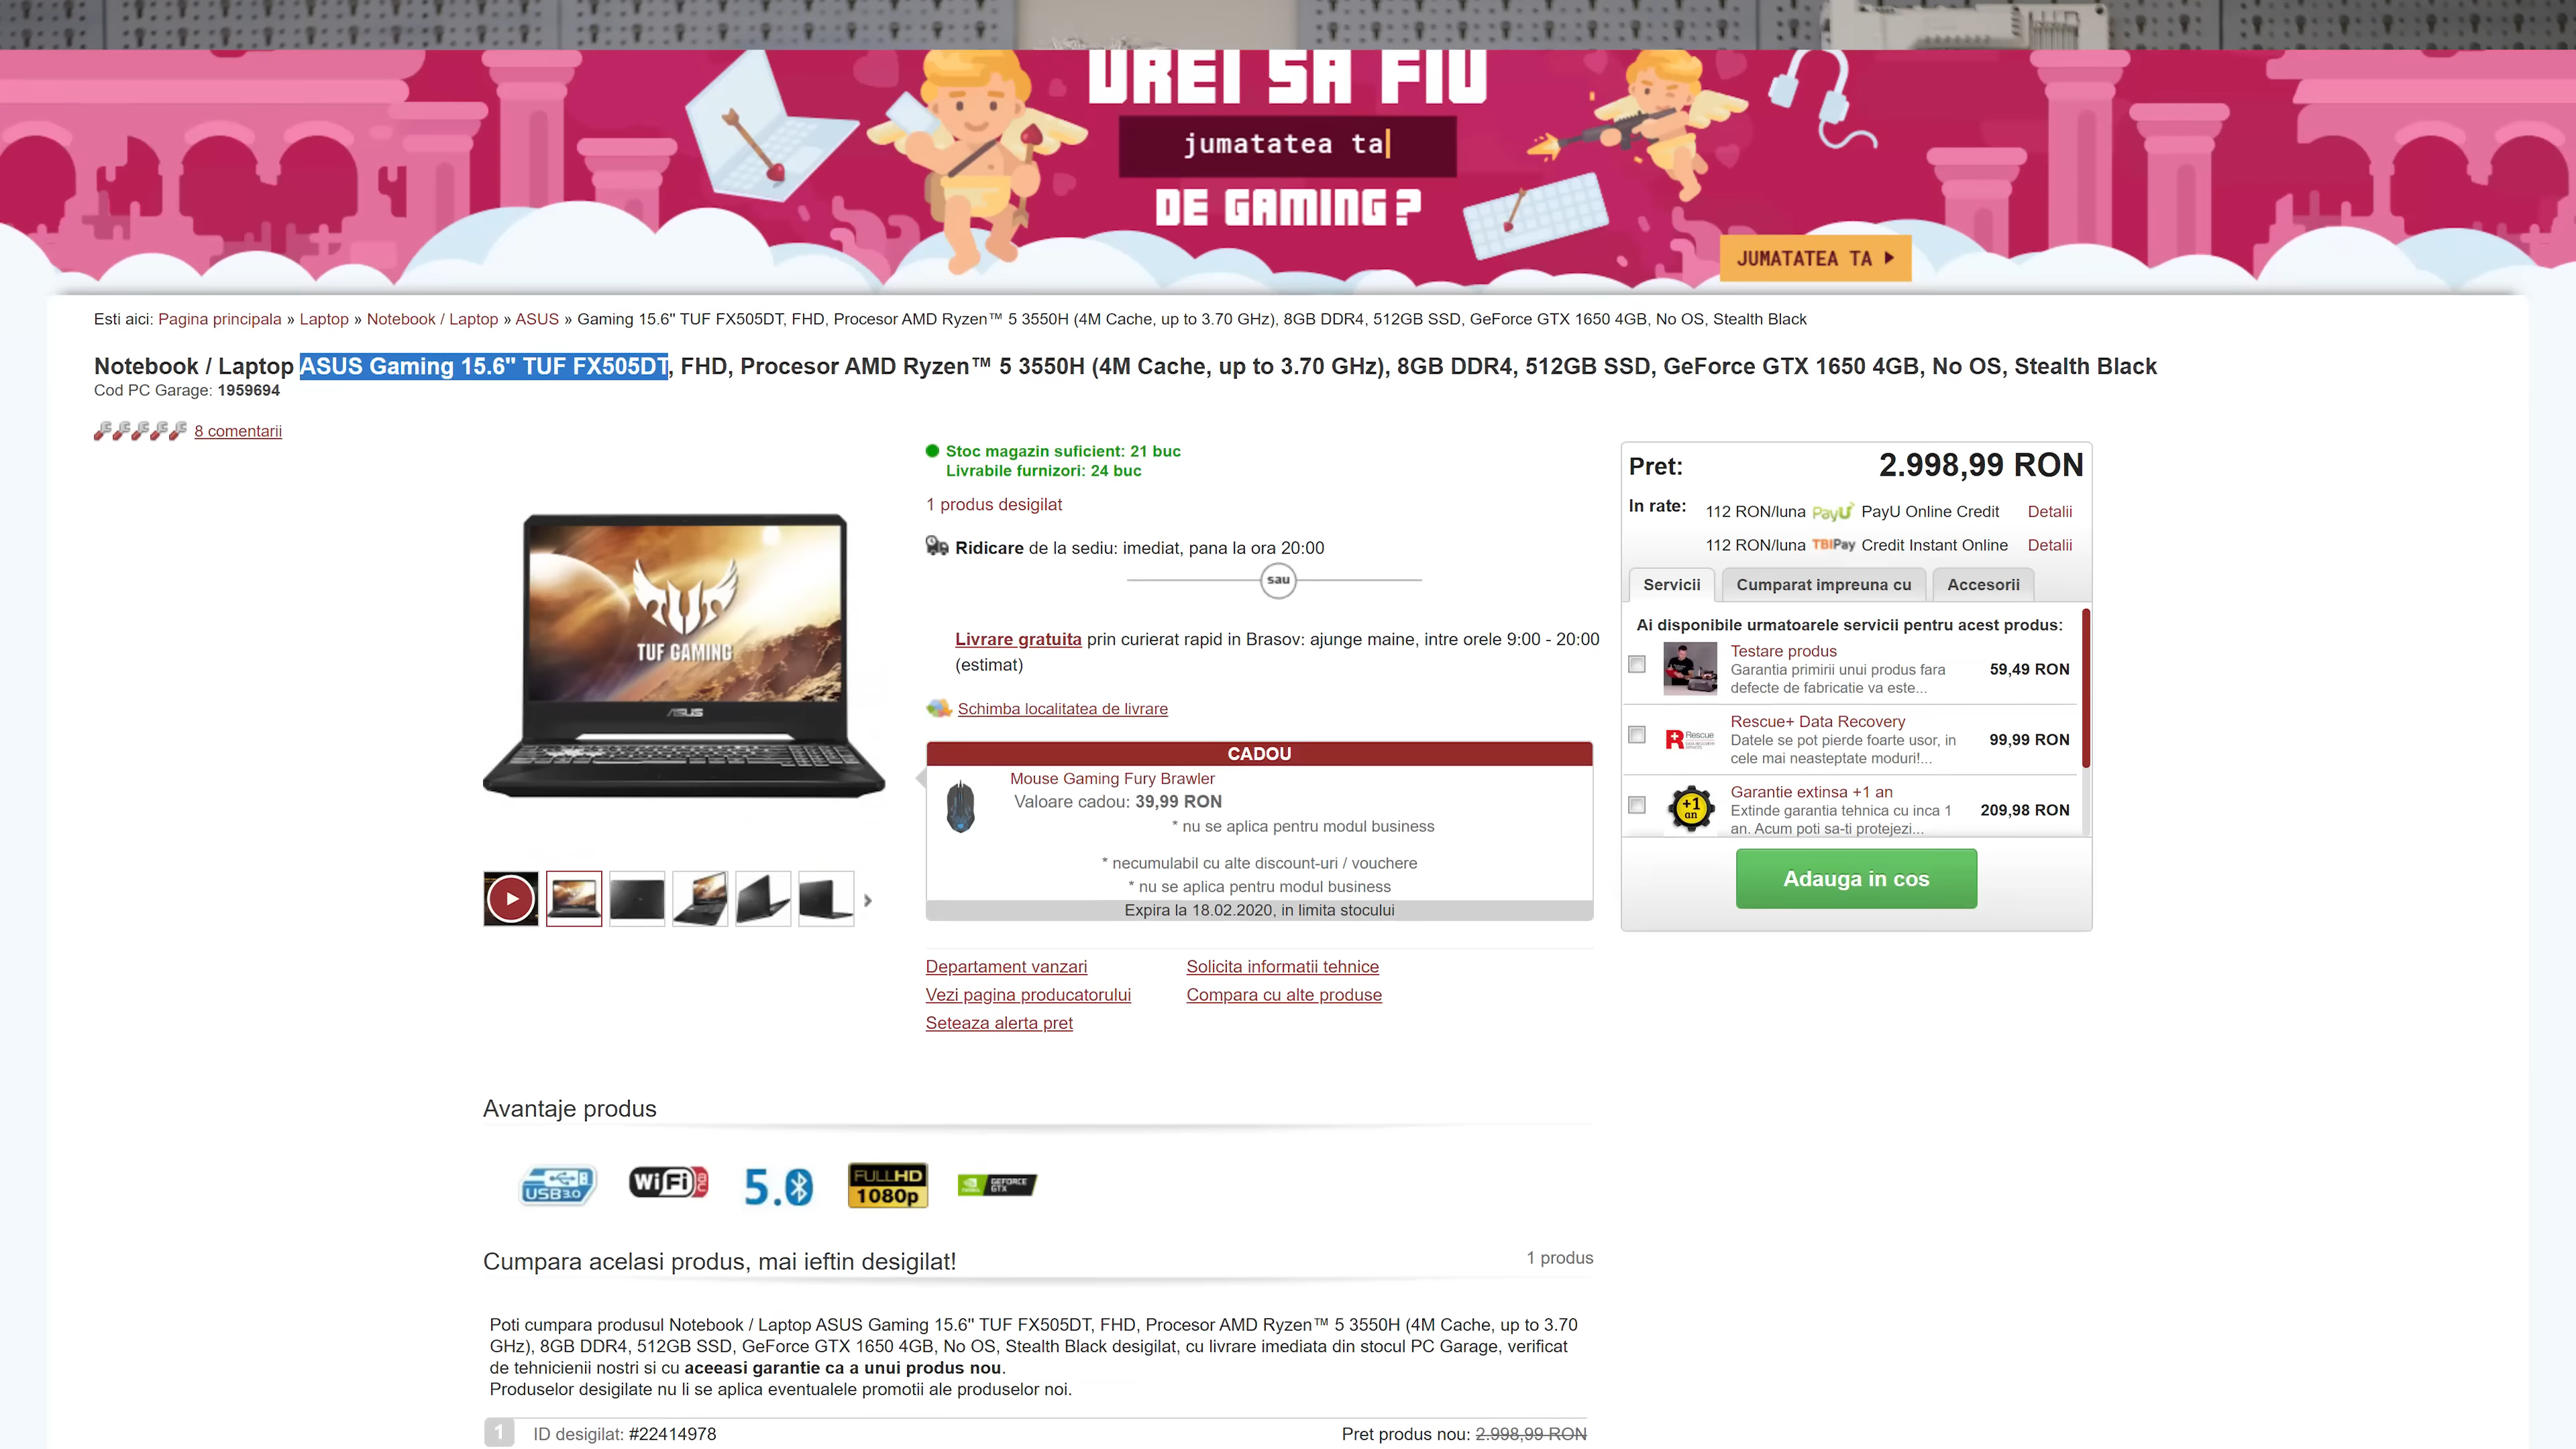 VREI SA FIU
jumatatea ta
DE GAMING?
JUMATATEA TA
Esti aici: Pagina principala » Laptop » Notebook / Laptop » ASUS » Gaming 15.6" TUF FX505DT, FHD, Procesor AMD Ryzen™ 5 3550H (4M Cache, up to 3.70 GHz), 8GB DDR4, 512GB SSD, GeForce GTX 1650 4GB, No OS, Stealth Black
Notebook / Laptop ASUS Gaming 15.6" TUF FX505DT, FHD, Procesor AMD Ryzen™ 5 3550H (4M Cache, up to 3.70 GHz), 8GB DDR4, 512GB SSD, GeForce GTX 1650 4GB, No OS, Stealth Black
Cod PC Garage: 1959694
8 comentarii
TUF GAMING
ASUS
Stoc magazin suficient: 21 buc
Livrabile furnizori: 24 buc
1 produs desigilat
Ridicare de la sediu: imediat, pana la ora 20:00
sau
Livrare gratuita prin curierat rapid in Brasov: ajunge maine, intre orele 9:00 - 20:00
(estimat)
Schimba localitatea de livrare
CADOU
Mouse Gaming Fury Brawler
Valoare cadou: 39,99 RON
* nu se aplica pentru modul business
* necumulabil cu alte discount-uri / vouchere
* nu se aplica pentru modul business
Expira la 18.02.2020, in limita stocului
Departament vanzari
Solicita informatii tehnice
Vezi pagina producatorului
Compara cu alte produse
Seteaza alerta pret
Pret: 2.998,99 RON
In rate: 112 RON/luna PayU PayU Online Credit Detalii
112 RON/luna TBIPay Credit Instant Online Detalii
Servicii
Cumparat impreuna cu
Accesorii
Ai disponibile urmatoarele servicii pentru acest produs:
Testare produs
Garantia primirii unui produs fara
defecte de fabricatie va este...
59,49 RON
Rescue
Rescue+ Data Recovery
Datele se pot pierde foarte usor, in
cele mai neasteptate moduri!...
99,99 RON
+1
an
Garantie extinsa +1 an
Extinde garantia tehnica cu inca 1
an. Acum poti sa-ti protejezi...
209,98 RON
Adauga in cos
Avantaje produs
USB3.0
WiFi ac
5.0
FULL HD
1080p
GEFORCE
GTX
Cumpara acelasi produs, mai ieftin desigilat!
1 produs
Poti cumpara produsul Notebook / Laptop ASUS Gaming 15.6" TUF FX505DT, FHD, Procesor AMD Ryzen™ 5 3550H (4M Cache, up to 3.70
GHz), 8GB DDR4, 512GB SSD, GeForce GTX 1650 4GB, No OS, Stealth Black desigilat, cu livrare imediata din stocul PC Garage, verificat
de tehnicienii nostri si cu aceeasi garantie ca a unui produs nou.
Produselor desigilate nu li se aplica eventualele promotii ale produselor noi.
1
ID desigilat: #22414978
Pret produs nou: 2.998,99 RON